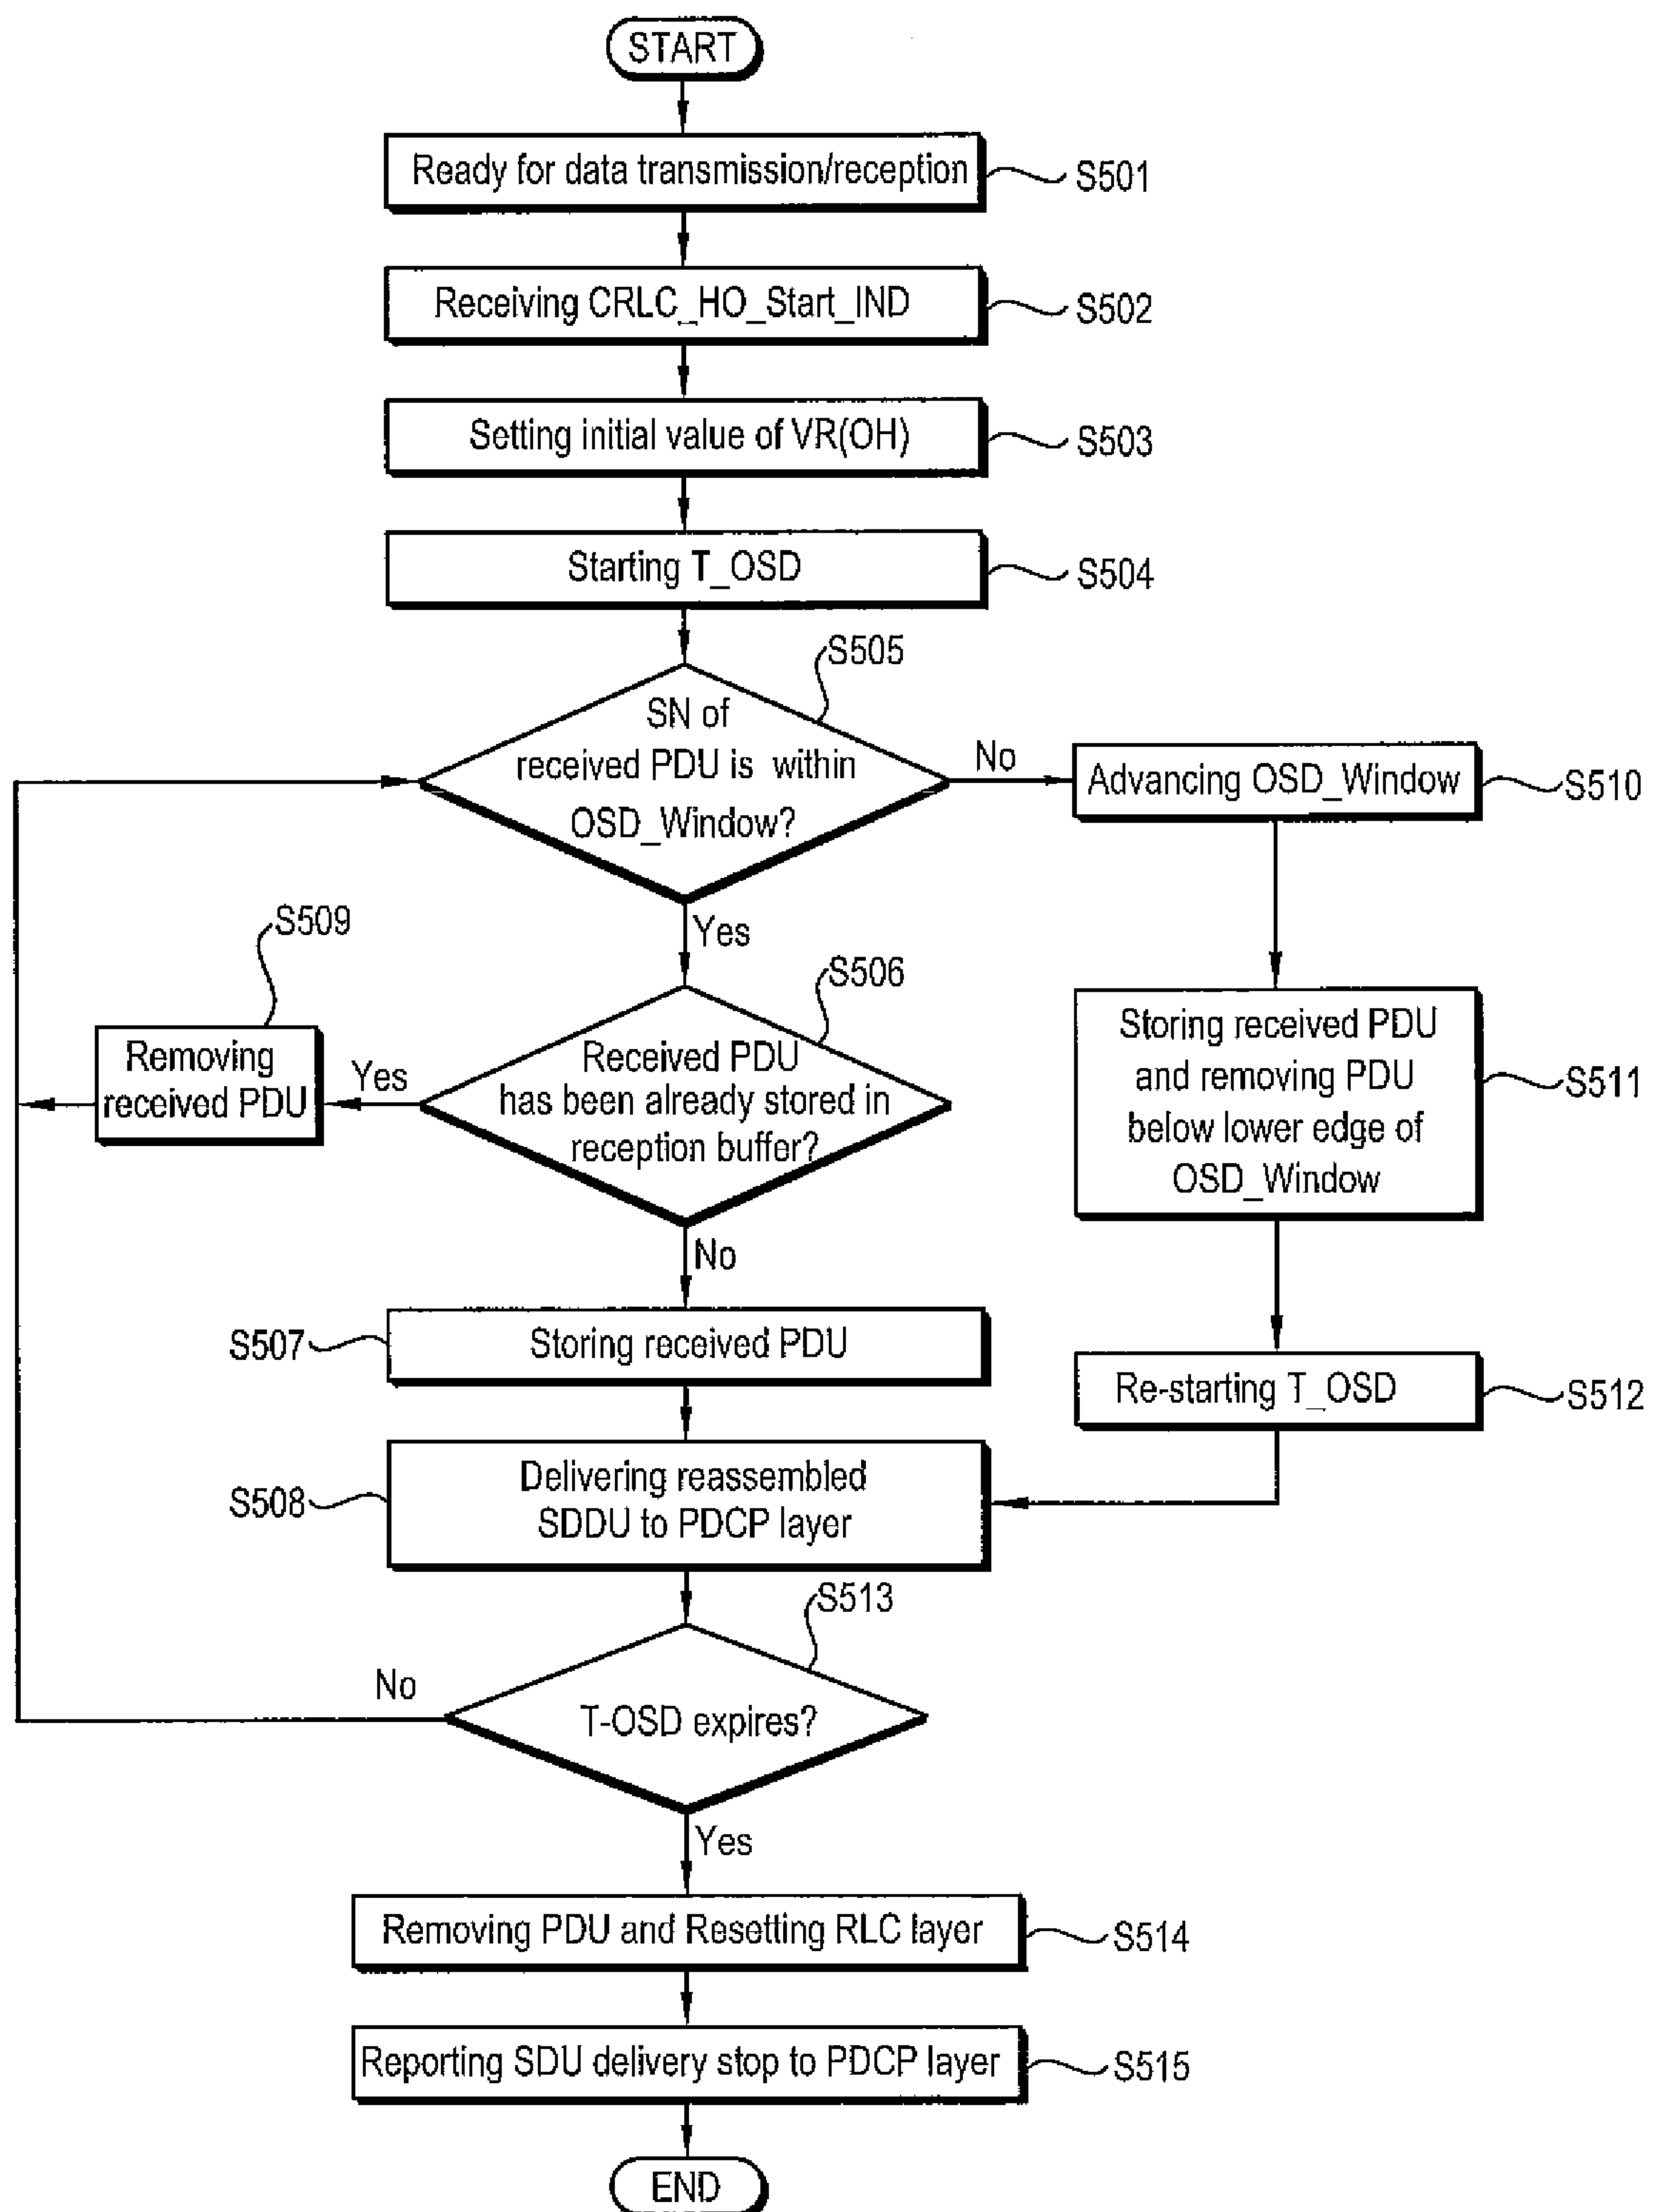 START
Ready for data transmission/reception
S501
Receiving CRLC_HO_Start_IND
S502
Setting initial value of VR(OH)
S503
Starting T_OSD
S504
S505
SN of
received PDU is within
OSD_Window?
No
Advancing OSD_Window
S510
Yes
S509
S506
Removing
received PDU
Yes
Received PDU
has been already stored in
reception buffer?
Storing received PDU
and removing PDU
below lower edge of
OSD_Window
S511
No
S507
Storing received PDU
Re-starting T_OSD
S512
S508
Delivering reassembled
SDDU to PDCP layer
S513
No
T-OSD expires?
Yes
Removing PDU and Resetting RLC layer
S514
Reporting SDU delivery stop to PDCP layer
S515
END